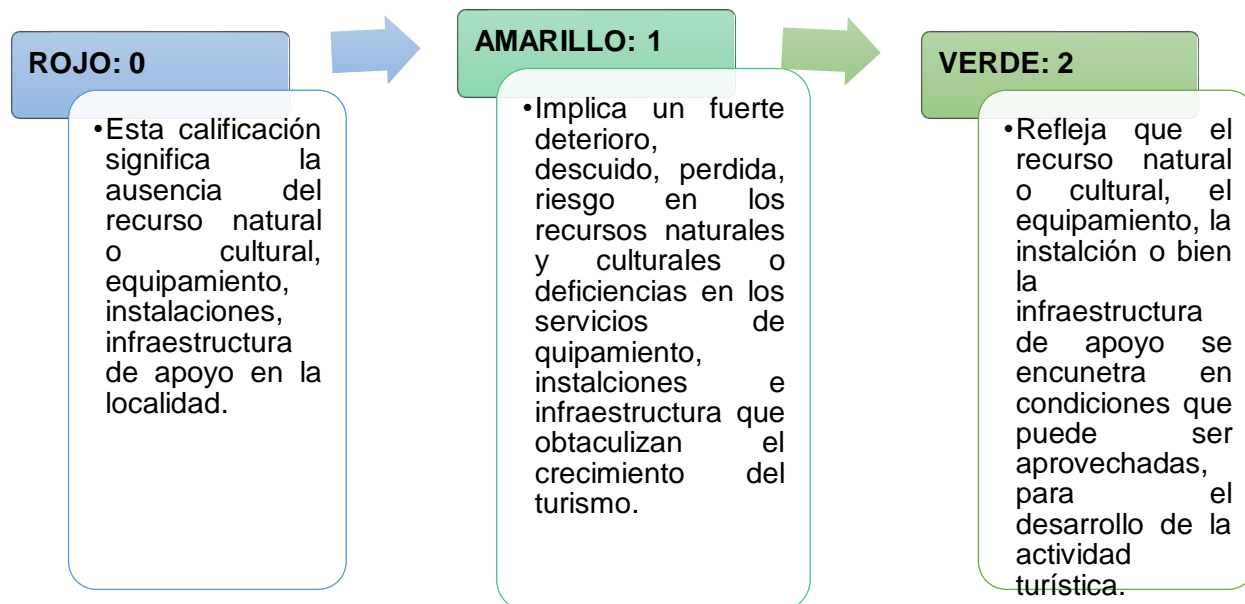 ROJO: 0
•Esta calificación
significa la
ausencia del
recurso natural
o cultural,
equipamiento,
instalaciones,
infraestructura
de apoyo en la
localidad.
AMARILLO: 1
•Implica un fuerte
deterioro,
descuido, perdida,
riesgo en los
recursos naturales
y culturales o
deficiencias en los
servicios de
quipamiento,
instalciones e
infraestructura que
obtaculizan el
crecimiento del
turismo.
VERDE: 2
•Refleja que el
recurso natural
o cultural, el
equipamiento, la
instalción o bien
la
infraestructura
de apoyo se
encunetra en
condiciones que
puede ser
aprovechadas,
para el
desarrollo de la
actividad
turística.